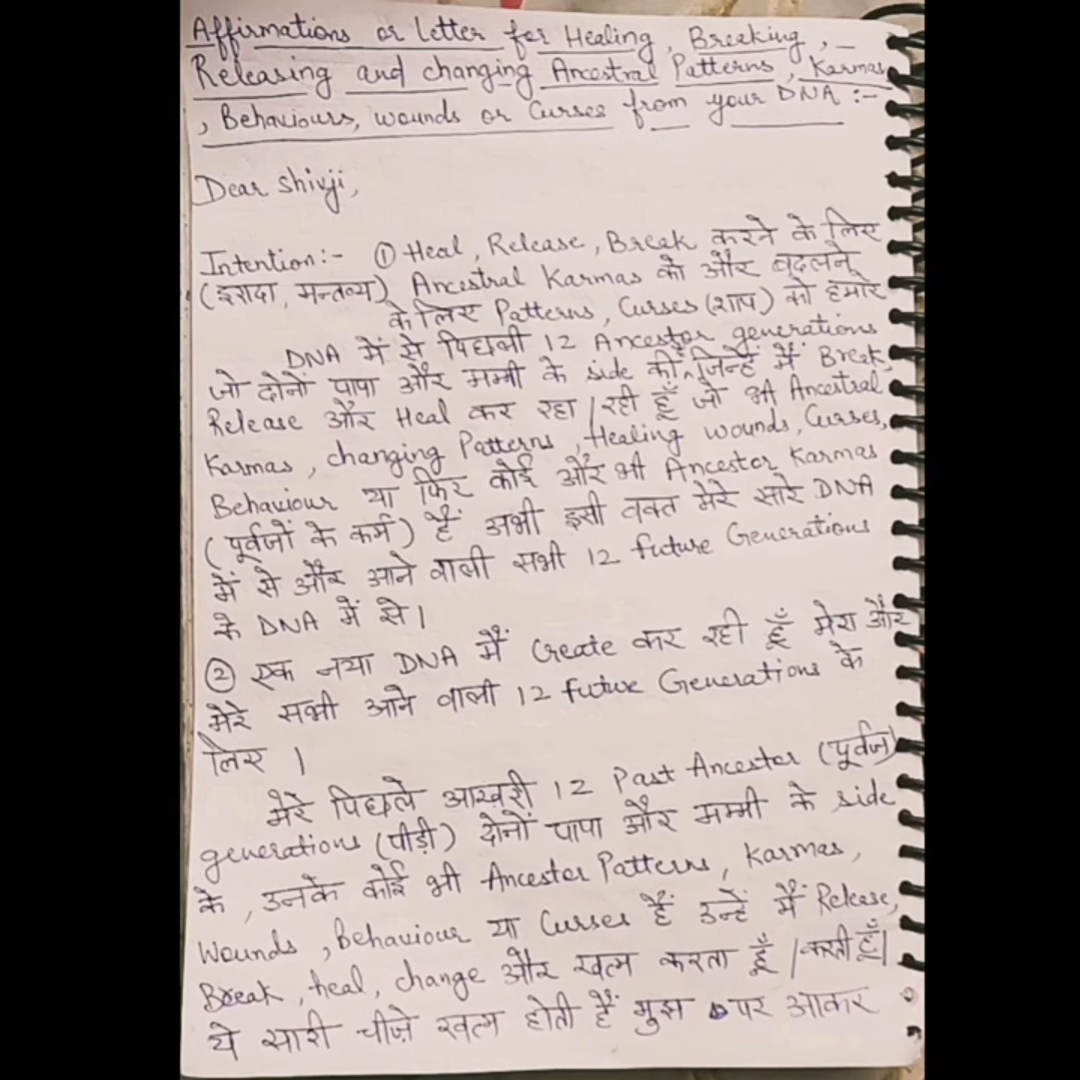 Affirmations or letter for Healing, Breaking,
Releasing and changing Ancestral Patterns, Karmas
, Behaviours, wounds or Curses from your DNA :-
Dear Shivji,
Intention:- ① Heal, Release, Break करने के लिए
(इरादा, मन्तव्य) Ancestral Karmas को और बदलने
के लिए Patterns, Curses (शाप) को हमारे
DNA में से पिछली 12 Ancestor generations
जो दोनों पापा और मम्मी के side की, जिन्हें मैं Break,
Release और Heal कर रहा/रही हूँ जो भी Ancestral
Karmas, changing Patterns, Healing wounds, Curses,
Behaviour या फिर कोई और भी Ancestor Karmas
(पूर्वजों के कर्म) हैं अभी इसी वक्त मेरे सारे DNA
में से और आने वाली सभी 12 future Generations
के DNA में से।
② एक नया DNA मैं Create कर रही हूँ मेरा और
मेरे सभी आने वाली 12 future Generations के
लिए ।
मेरे पिछले आखरी 12 Past Ancestor (पूर्वज)
generations (पीड़ी) दोनों पापा और मम्मी के side
के, उनके कोई भी Ancestor Patterns, Karmas,
Wounds, Behaviour या Curses हैं उन्हें मैं Release,
Break, heal, change और खत्म करता हूँ/करती हूँ।
ये सारी चीज़े खत्म होती हैं मुझ पर आकर